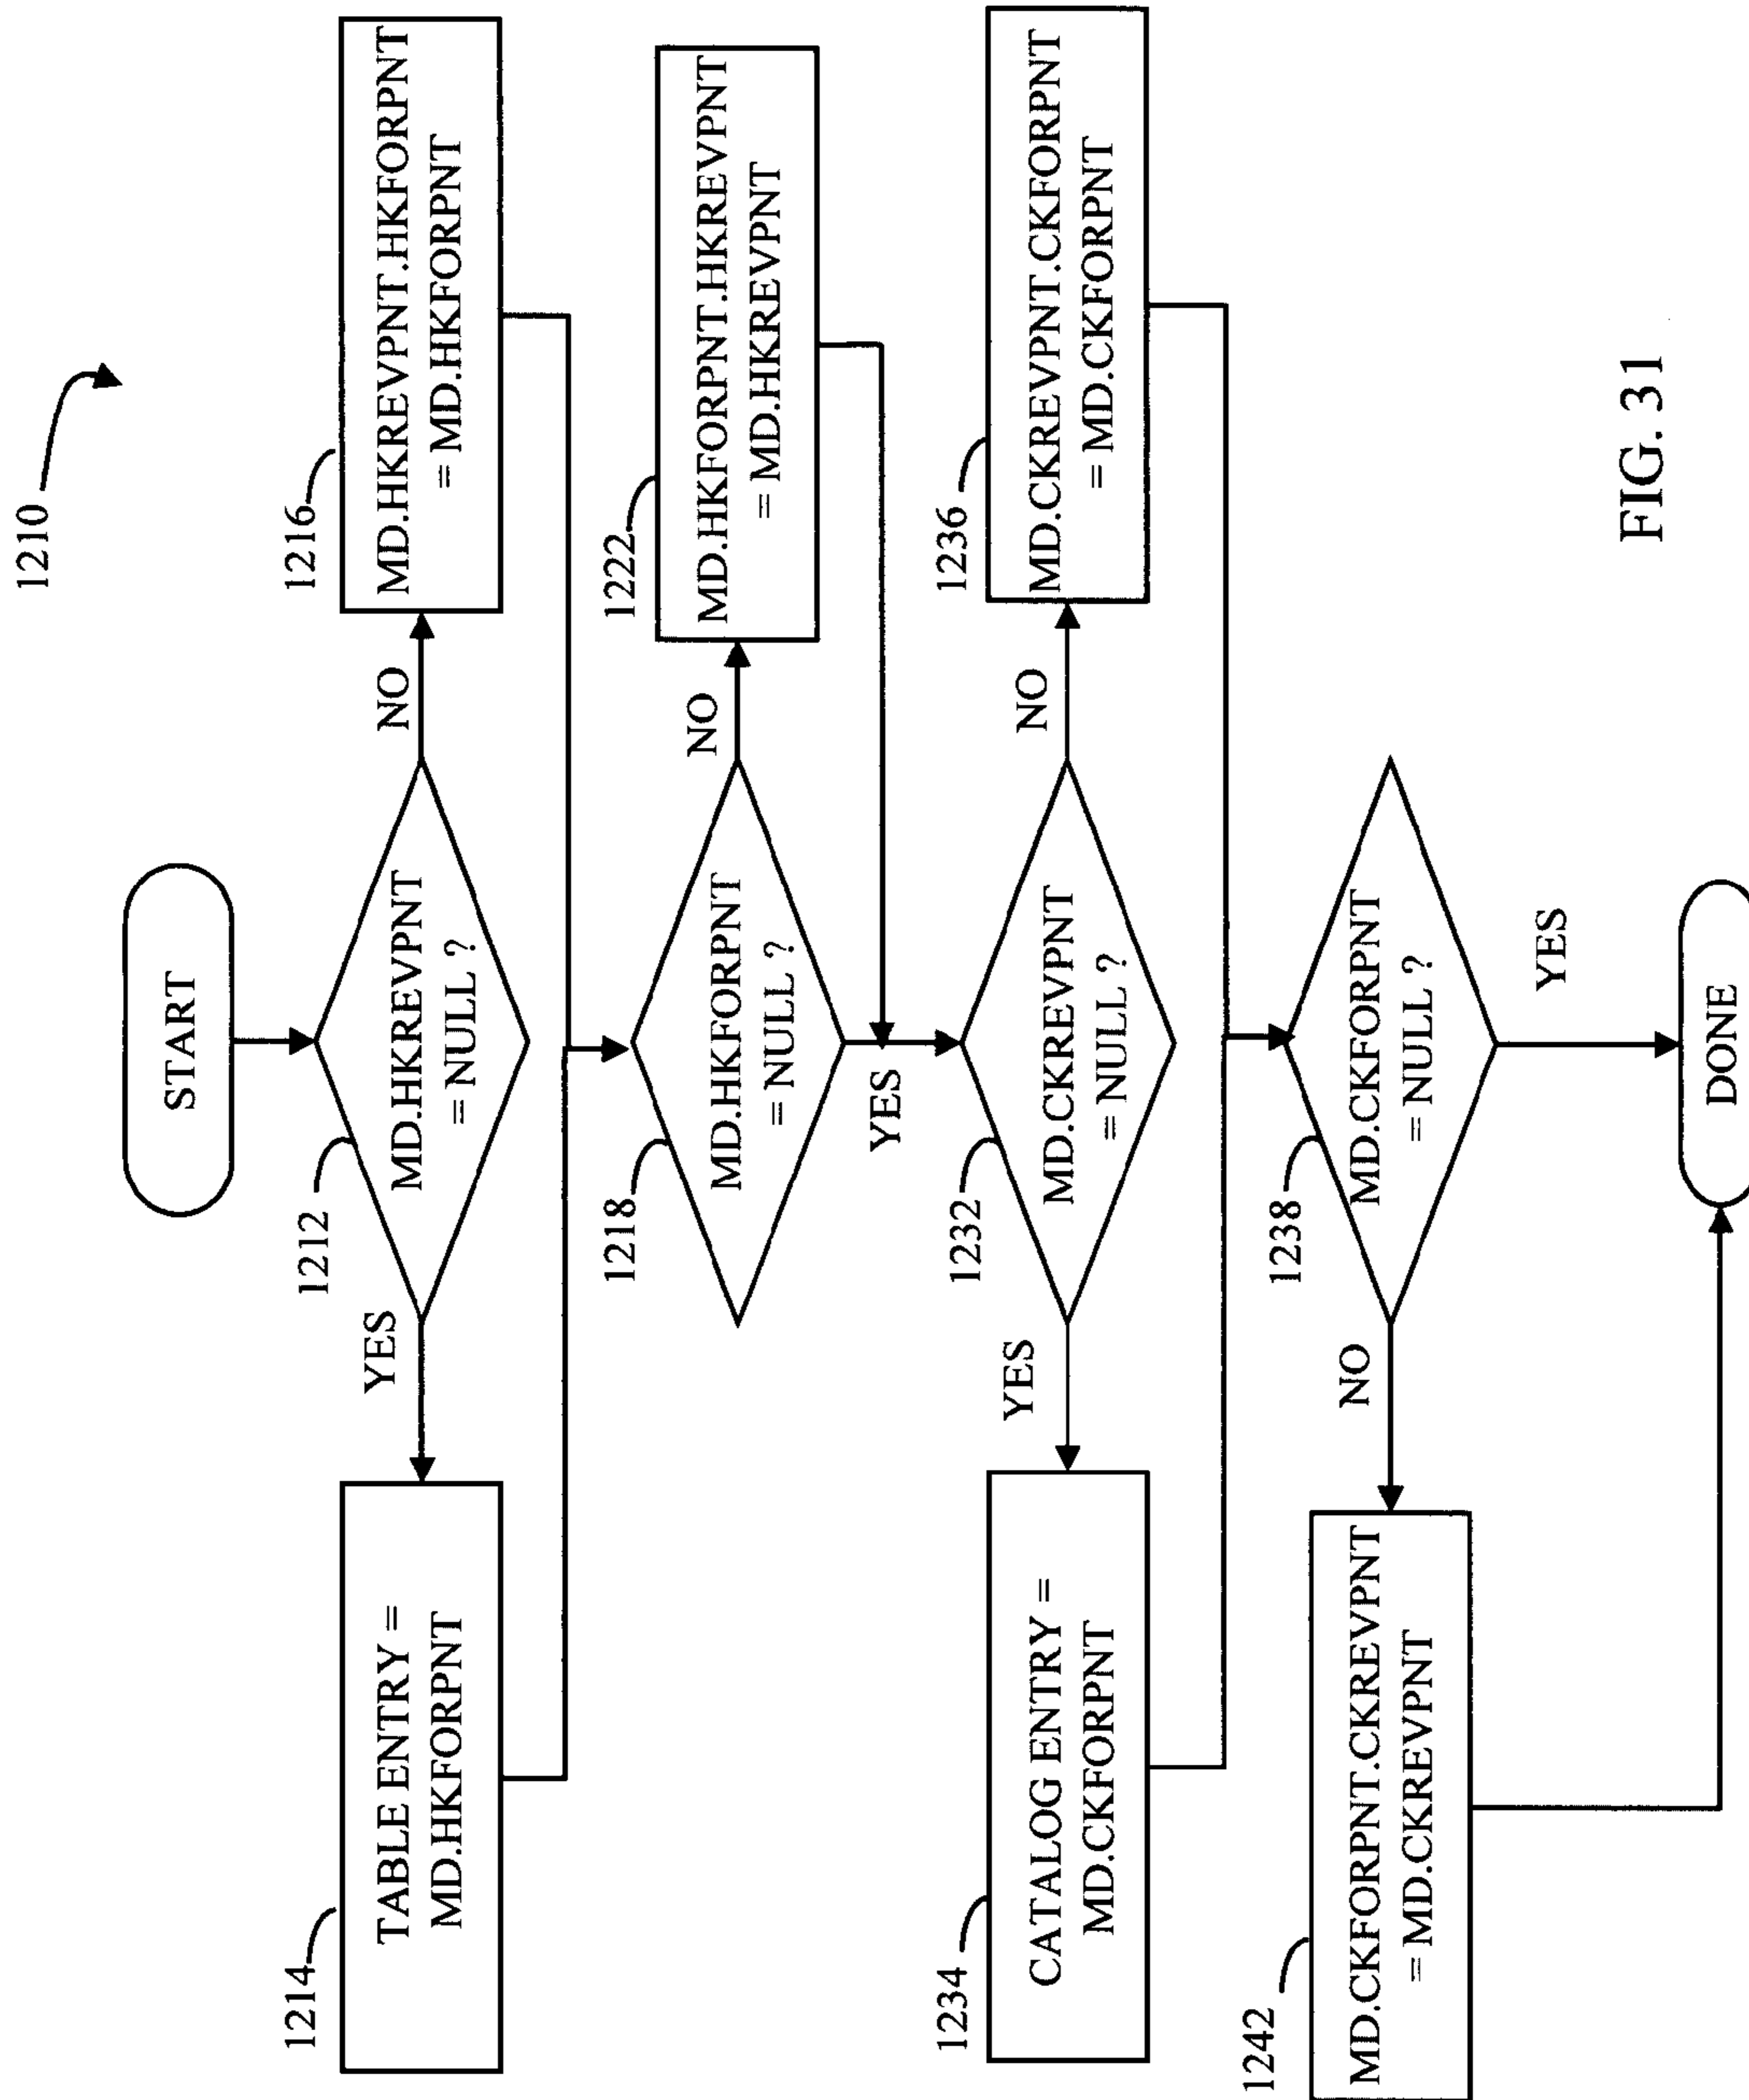 1210
START
1212
MD.HKREVPNT
= NULL ?
YES
NO
1214
TABLE ENTRY =
MD.HKFORPNT
1216
MD.HKREVPNT.HKFORPNT
= MD.HKFORPNT
1218
MD.HKFORPNT
= NULL ?
NO
YES
1222
MD.HKFORPNT.HKREVPNT
= MD.HKREVPNT
1232
MD.CKREVPNT
= NULL ?
YES
NO
1234
CATALOG ENTRY =
MD.CKFORPNT
1236
MD.CKREVPNT.CKFORPNT
= MD.CKFORPNT
1238
MD.CKFORPNT
= NULL ?
NO
YES
1242
MD.CKFORPNT.CKREVPNT
= MD.CKREVPNT
DONE
FIG. 31